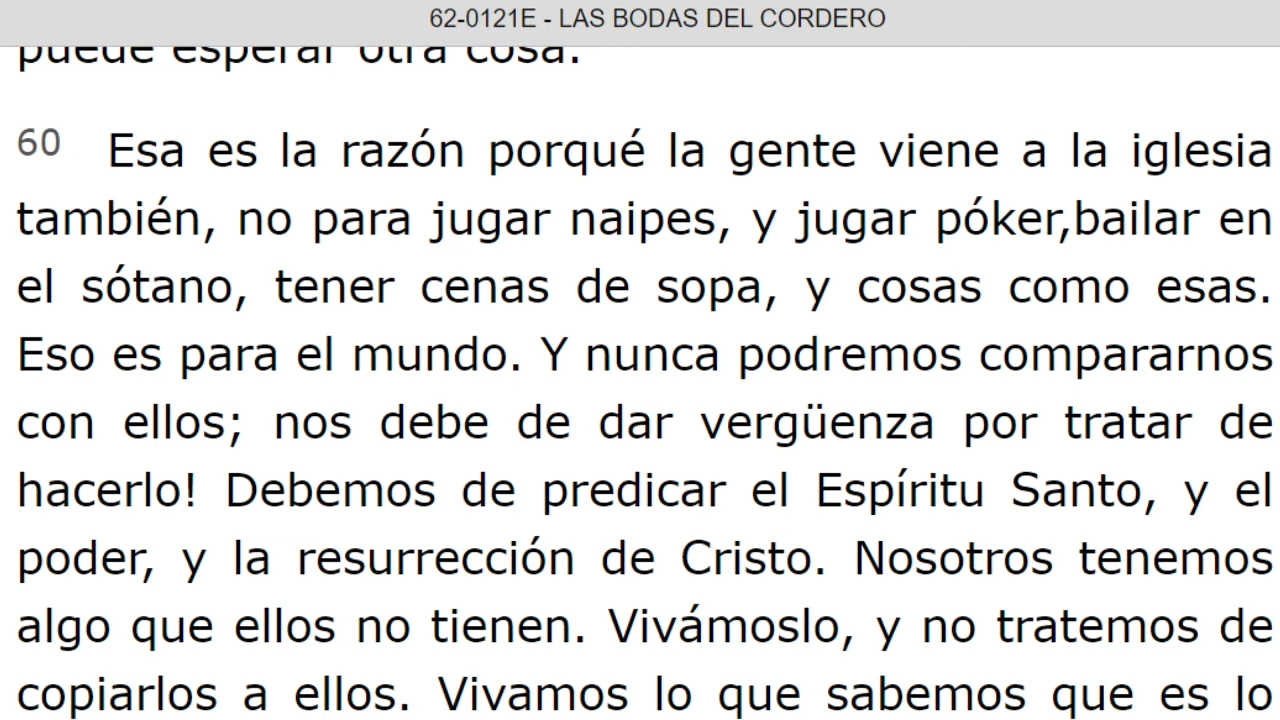 62-0121E - LAS BODAS DEL CORDERO
puede esperar otra cosa.
60 Esa es la razón porqué la gente viene a la iglesia
también, no para jugar naipes, y jugar póker,bailar en
el sótano, tener cenas de sopa, y cosas como esas.
Eso es para el mundo. Y nunca podremos compararnos
con ellos; nos debe de dar vergüenza por tratar de
hacerlo! Debemos de predicar el Espíritu Santo, y el
poder, y la resurrección de Cristo. Nosotros tenemos
algo que ellos no tienen. Vivámoslo, y no tratemos de
copiarlos a ellos. Vivamos lo que sabemos que es lo